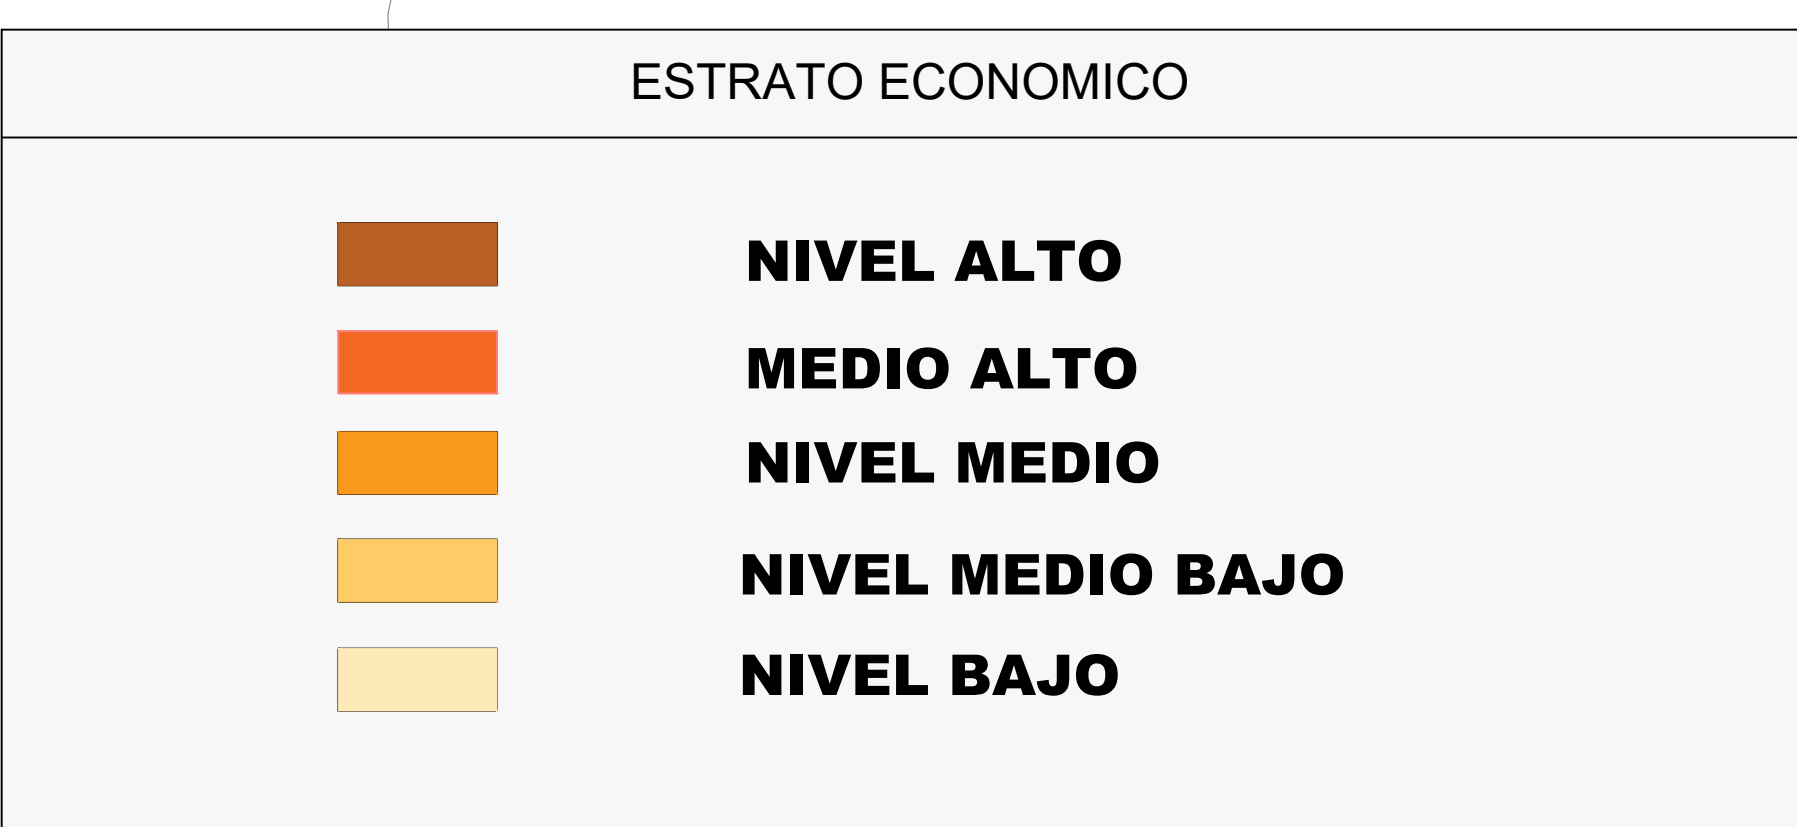 ESTRATO ECONOMICO
NIVEL ALTO
MEDIO ALTO
NIVEL MEDIO
NIVEL MEDIO BAJO
NIVEL BAJO